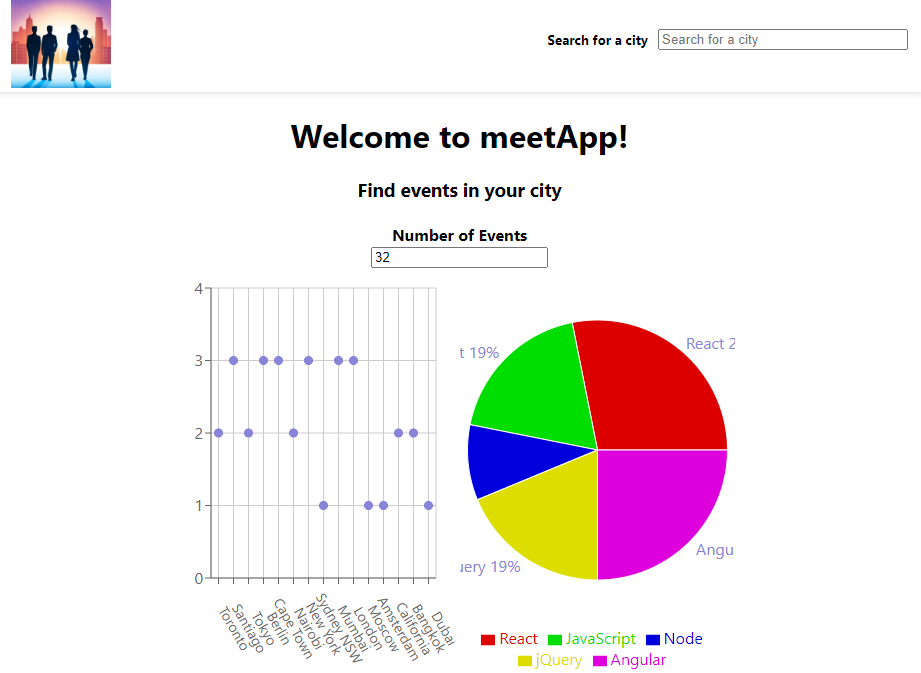 Search for a city Search for a city
Welcome to meetApp!
Find events in your city
Number of Events
32
4
3
2
1
0
Toronto
Santiago
Tokyo
Berlin
Cape Town
Nairobi
New York
Sydney NSW
Mumbai
London
Moscow
Amsterdam
California
Bangkok
Dubai
t 19%
React 2
uery 19%
Angu
React JavaScript Node
jQuery Angular